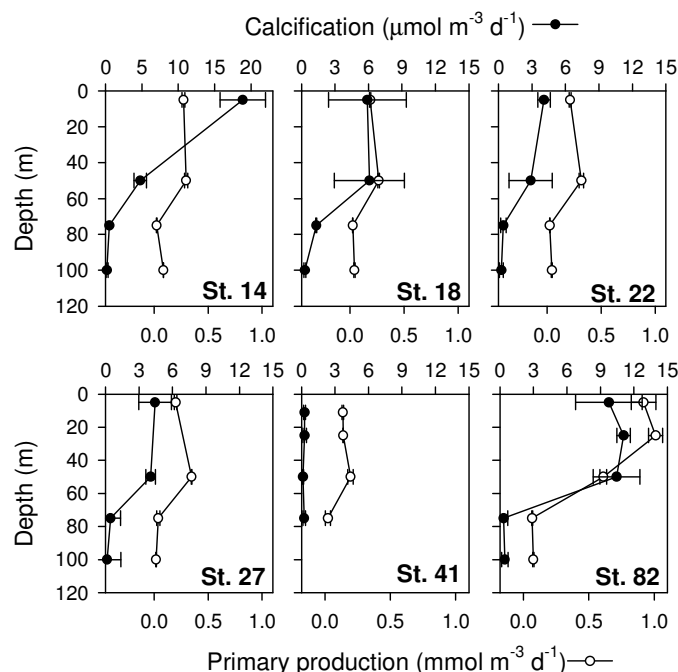 Calcification (μmol m-3 d-1)
0 5 10 15 20 0 3 6 9 12 15 0 3 6 9 12 15
0
20
40
60
80
100
120
Depth (m)
St. 14 St. 18 St. 22
0.0 0.5 1.0 0.0 0.5 1.0 0.0 0.5 1.0
0 3 6 9 12 15 0 3 6 9 12 15 0 3 6 9 12 15
0
20
40
60
80
100
120
Depth (m)
St. 27 St. 41 St. 82
0.0 0.5 1.0 0.0 0.5 1.0 0.0 0.5 1.0
Primary production (mmol m-3 d-1)